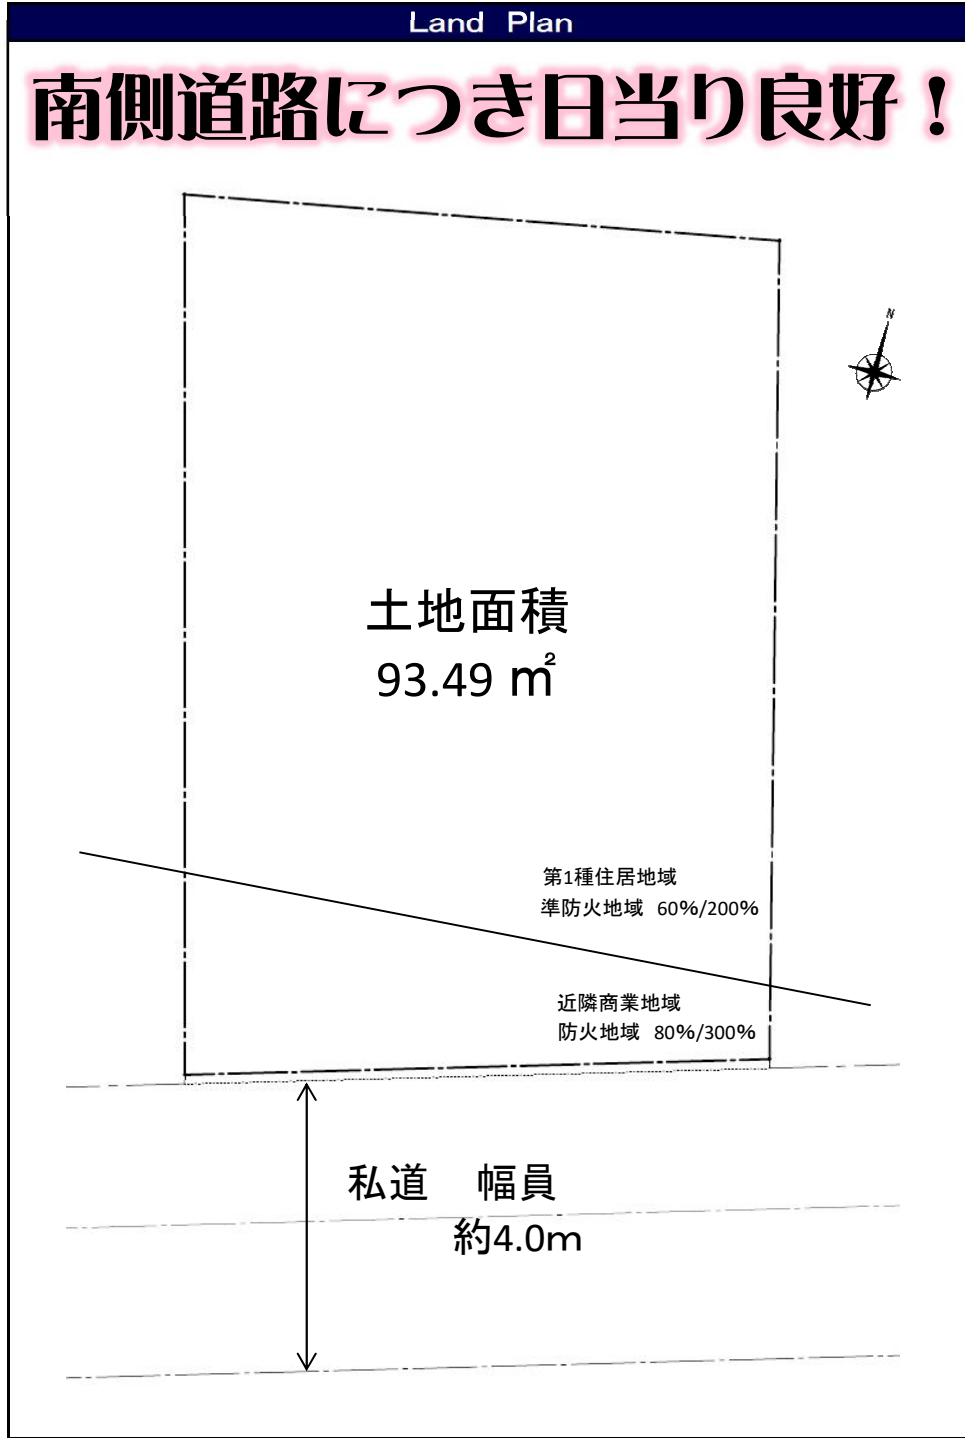 Land Plan
南側道路につき日当り良好！
N
土地面積
93.49 ㎡
第1種住居地域
準防火地域 60%/200%
近隣商業地域
防火地域 80%/300%
私道 幅員
約4.0m